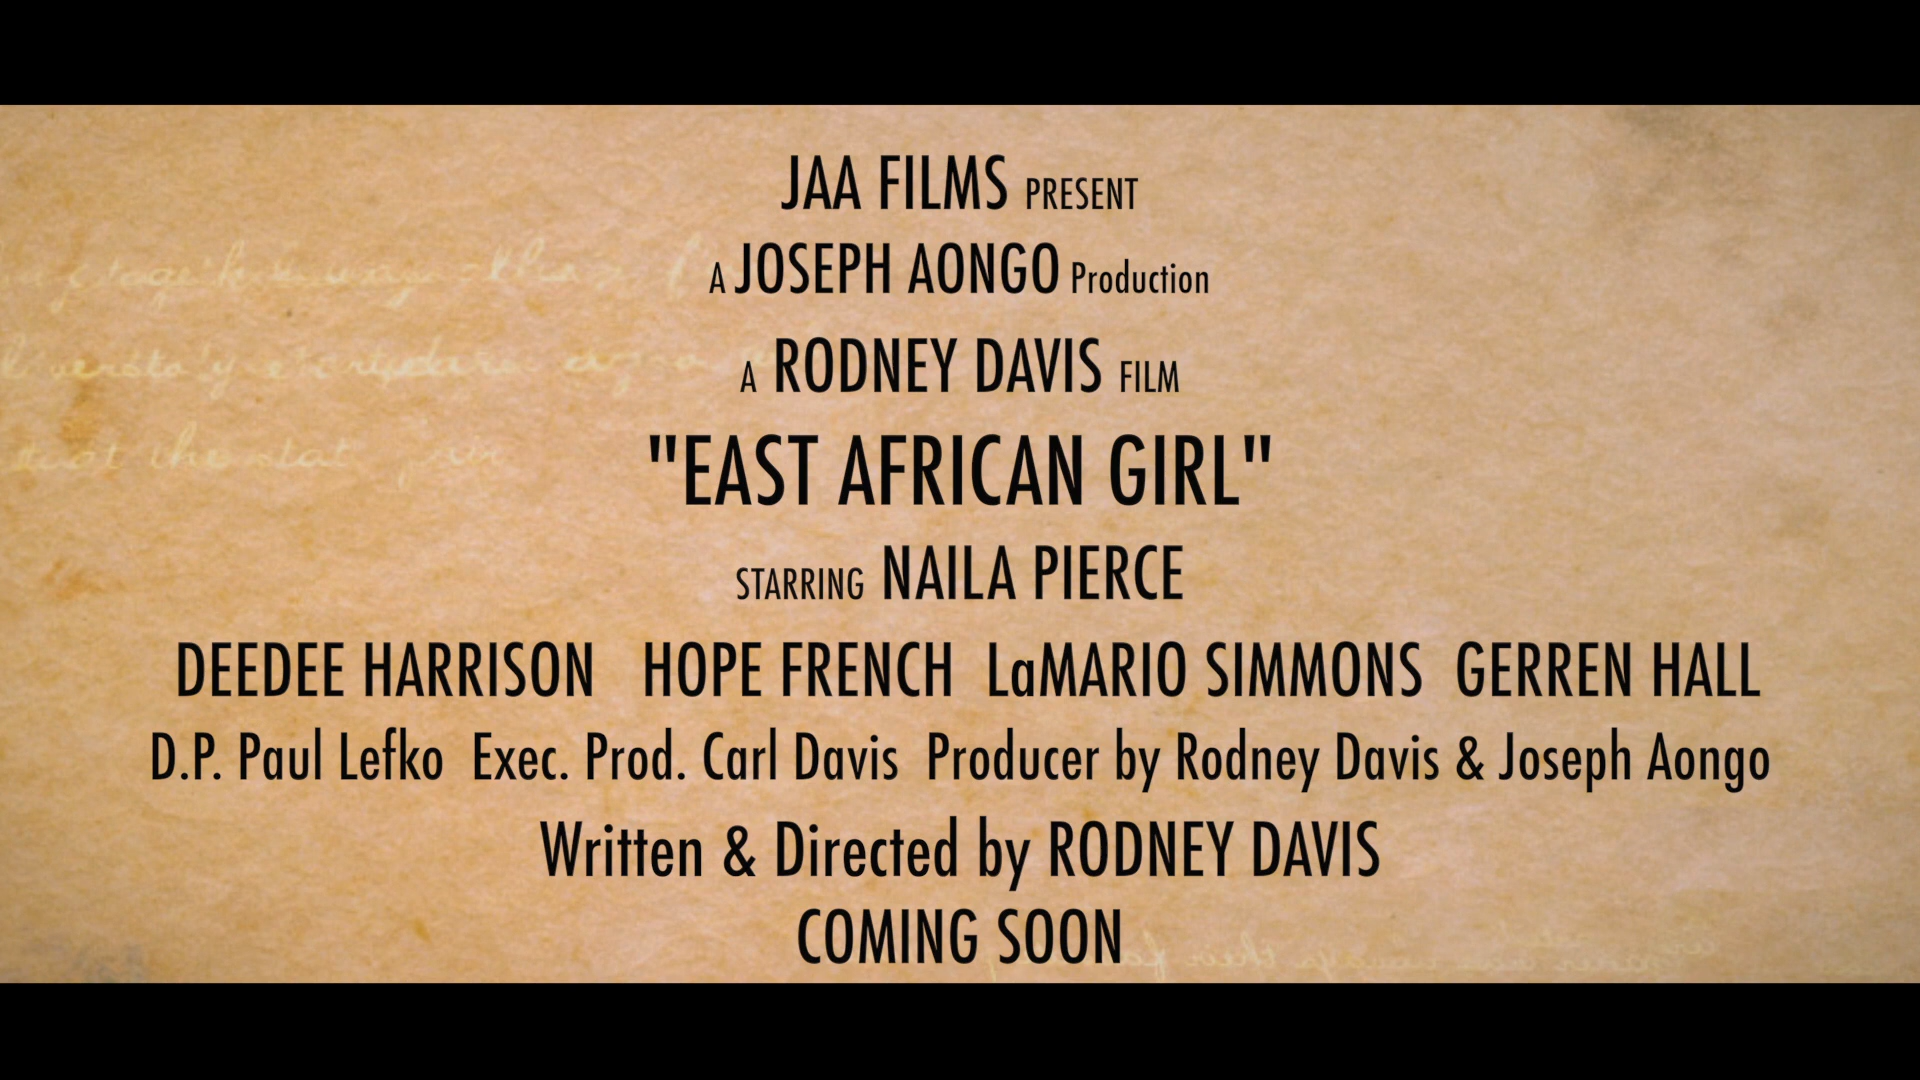 JAA FILMS PRESENT
A JOSEPH AONGO Production
A RODNEY DAVIS FILM
"EAST AFRICAN GIRL"
STARRING NAILA PIERCE
DEEDEE HARRISON HOPE FRENCH LaMARIO SIMMONS GERREN HALL
D.P. Paul Lefko Exec. Prod. Carl Davis Producer by Rodney Davis & Joseph Aongo
Written & Directed by RODNEY DAVIS
COMING SOON